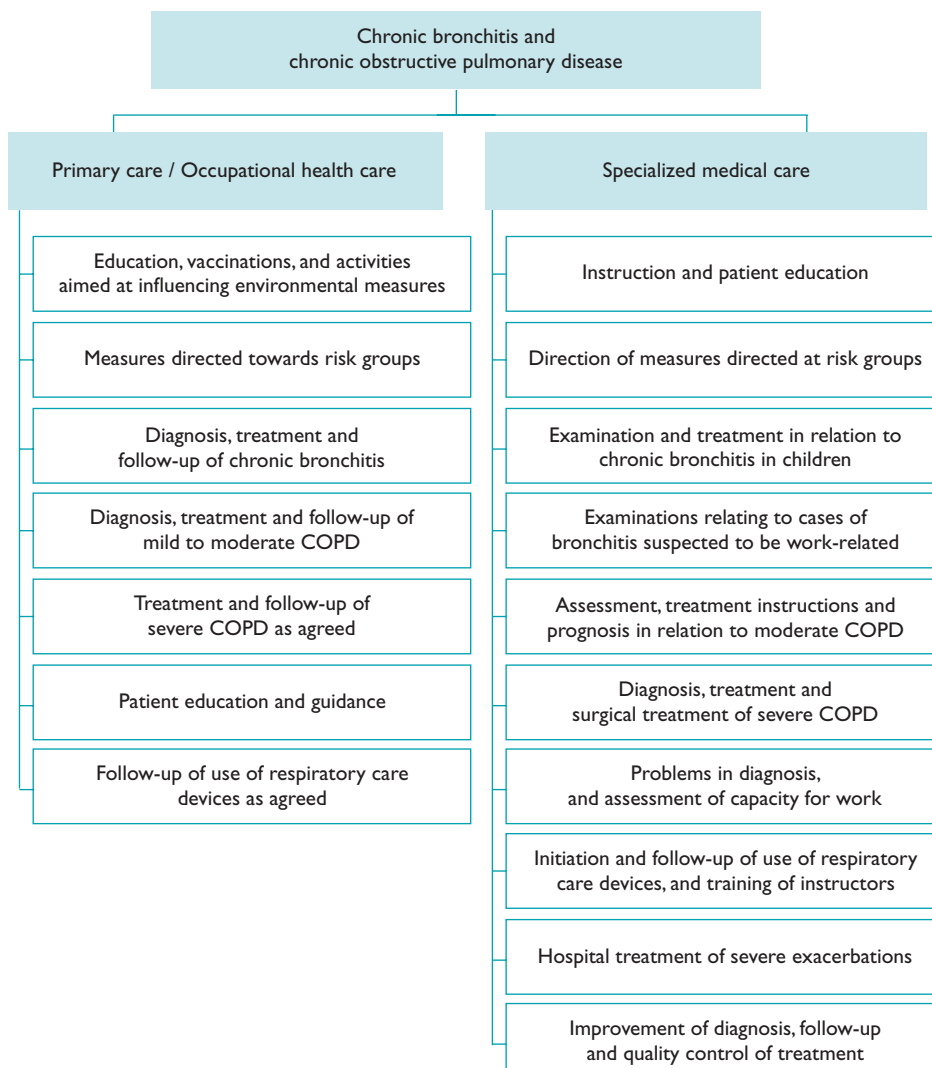 Chronic bronchitis and
chronic obstructive pulmonary disease
Primary care / Occupational health care
Education, vaccinations, and activities
aimed at influencing environmental measures
Measures directed towards risk groups
Diagnosis, treatment and
follow-up of chronic bronchitis
Diagnosis, treatment and follow-up of
mild to moderate COPD
Treatment and follow-up of
severe COPD as agreed
Patient education and guidance
Follow-up of use of respiratory care
devices as agreed
Specialized medical care
Instruction and patient education
Direction of measures directed at risk groups
Examination and treatment in relation to
chronic bronchitis in children
Examinations relating to cases of
bronchitis suspected to be work-related
Assessment, treatment instructions and
prognosis in relation to moderate COPD
Diagnosis, treatment and
surgical treatment of severe COPD
Problems in diagnosis,
and assessment of capacity for work
Initiation and follow-up of use of respiratory
care devices, and training of instructors
Hospital treatment of severe exacerbations
Improvement of diagnosis, follow-up
and quality control of treatment